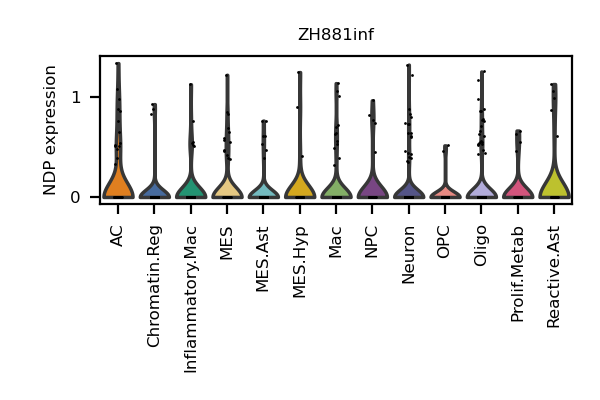 ZH881inf
NDP expression
1
0
AC
Chromatin.Reg
Inflammatory.Mac
MES
MES.Ast
MES.Hyp
Mac
NPC
Neuron
OPC
Oligo
Prolif.Metab
Reactive.Ast